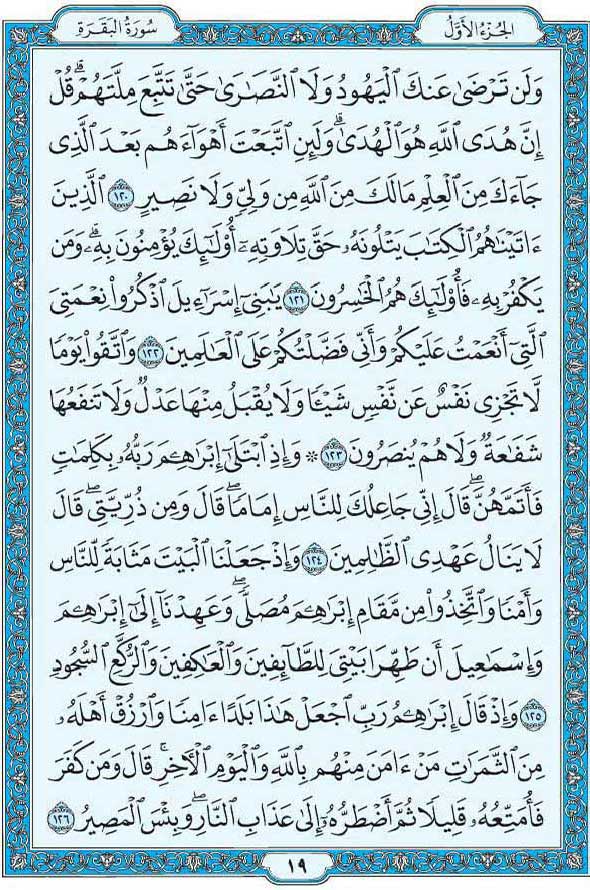 الجزء الأول
سورة البقرة
وَلَن تَرْضَىٰ عَنكَ ٱلْيَهُودُ وَلَا ٱلنَّصَٰرَىٰ حَتَّىٰ تَتَّبِعَ مِلَّتَهُمْ ۗ قُلْ
إِنَّ هُدَى ٱللَّهِ هُوَ ٱلْهُدَىٰ ۗ وَلَئِنِ ٱتَّبَعْتَ أَهْوَآءَهُم بَعْدَ ٱلَّذِى
جَآءَكَ مِنَ ٱلْعِلْمِ مَا لَكَ مِنَ ٱللَّهِ مِن وَلِىٍّ وَلَا نَصِيرٍ ١٢٠ ٱلَّذِينَ
ءَاتَيْنَٰهُمُ ٱلْكِتَٰبَ يَتْلُونَهُۥ حَقَّ تِلَاوَتِهِۦٓ أُو۟لَٰٓئِكَ يُؤْمِنُونَ بِهِۦ ۗ وَمَن
يَكْفُرْ بِهِۦ فَأُو۟لَٰٓئِكَ هُمُ ٱلْخَٰسِرُونَ ١٢١ يَٰبَنِىٓ إِسْرَٰٓءِيلَ ٱذْكُرُوا۟ نِعْمَتِىَ
ٱلَّتِىٓ أَنْعَمْتُ عَلَيْكُمْ وَأَنِّى فَضَّلْتُكُمْ عَلَى ٱلْعَٰلَمِينَ ١٢٢ وَٱتَّقُوا۟ يَوْمًا
لَّا تَجْزِى نَفْسٌ عَن نَّفْسٍ شَيْـًٔا وَلَا يُقْبَلُ مِنْهَا عَدْلٌ وَلَا تَنفَعُهَا
شَفَٰعَةٌ وَلَا هُمْ يُنصَرُونَ ١٢٣ ۞ وَإِذِ ٱبْتَلَىٰٓ إِبْرَٰهِـۧمَ رَبُّهُۥ بِكَلِمَٰتٍ
فَأَتَمَّهُنَّ ۖ قَالَ إِنِّى جَاعِلُكَ لِلنَّاسِ إِمَامًا ۖ قَالَ وَمِن ذُرِّيَّتِى ۖ قَالَ
لَا يَنَالُ عَهْدِى ٱلظَّٰلِمِينَ ١٢٤ وَإِذْ جَعَلْنَا ٱلْبَيْتَ مَثَابَةً لِّلنَّاسِ
وَأَمْنًا وَٱتَّخِذُوا۟ مِن مَّقَامِ إِبْرَٰهِـۧمَ مُصَلًّى ۖ وَعَهِدْنَآ إِلَىٰٓ إِبْرَٰهِـۧمَ
وَإِسْمَٰعِيلَ أَن طَهِّرَا بَيْتِىَ لِلطَّآئِفِينَ وَٱلْعَٰكِفِينَ وَٱلرُّكَّعِ ٱلسُّجُودِ
١٢٥ وَإِذْ قَالَ إِبْرَٰهِـۧمُ رَبِّ ٱجْعَلْ هَٰذَا بَلَدًا ءَامِنًا وَٱرْزُقْ أَهْلَهُۥ
مِنَ ٱلثَّمَرَٰتِ مَنْ ءَامَنَ مِنْهُم بِٱللَّهِ وَٱلْيَوْمِ ٱلْءَاخِرِ ۖ قَالَ وَمَن كَفَرَ
فَأُمَتِّعُهُۥ قَلِيلًا ثُمَّ أَضْطَرُّهُۥٓ إِلَىٰ عَذَابِ ٱلنَّارِ ۖ وَبِئْسَ ٱلْمَصِيرُ ١٢٦
١٩